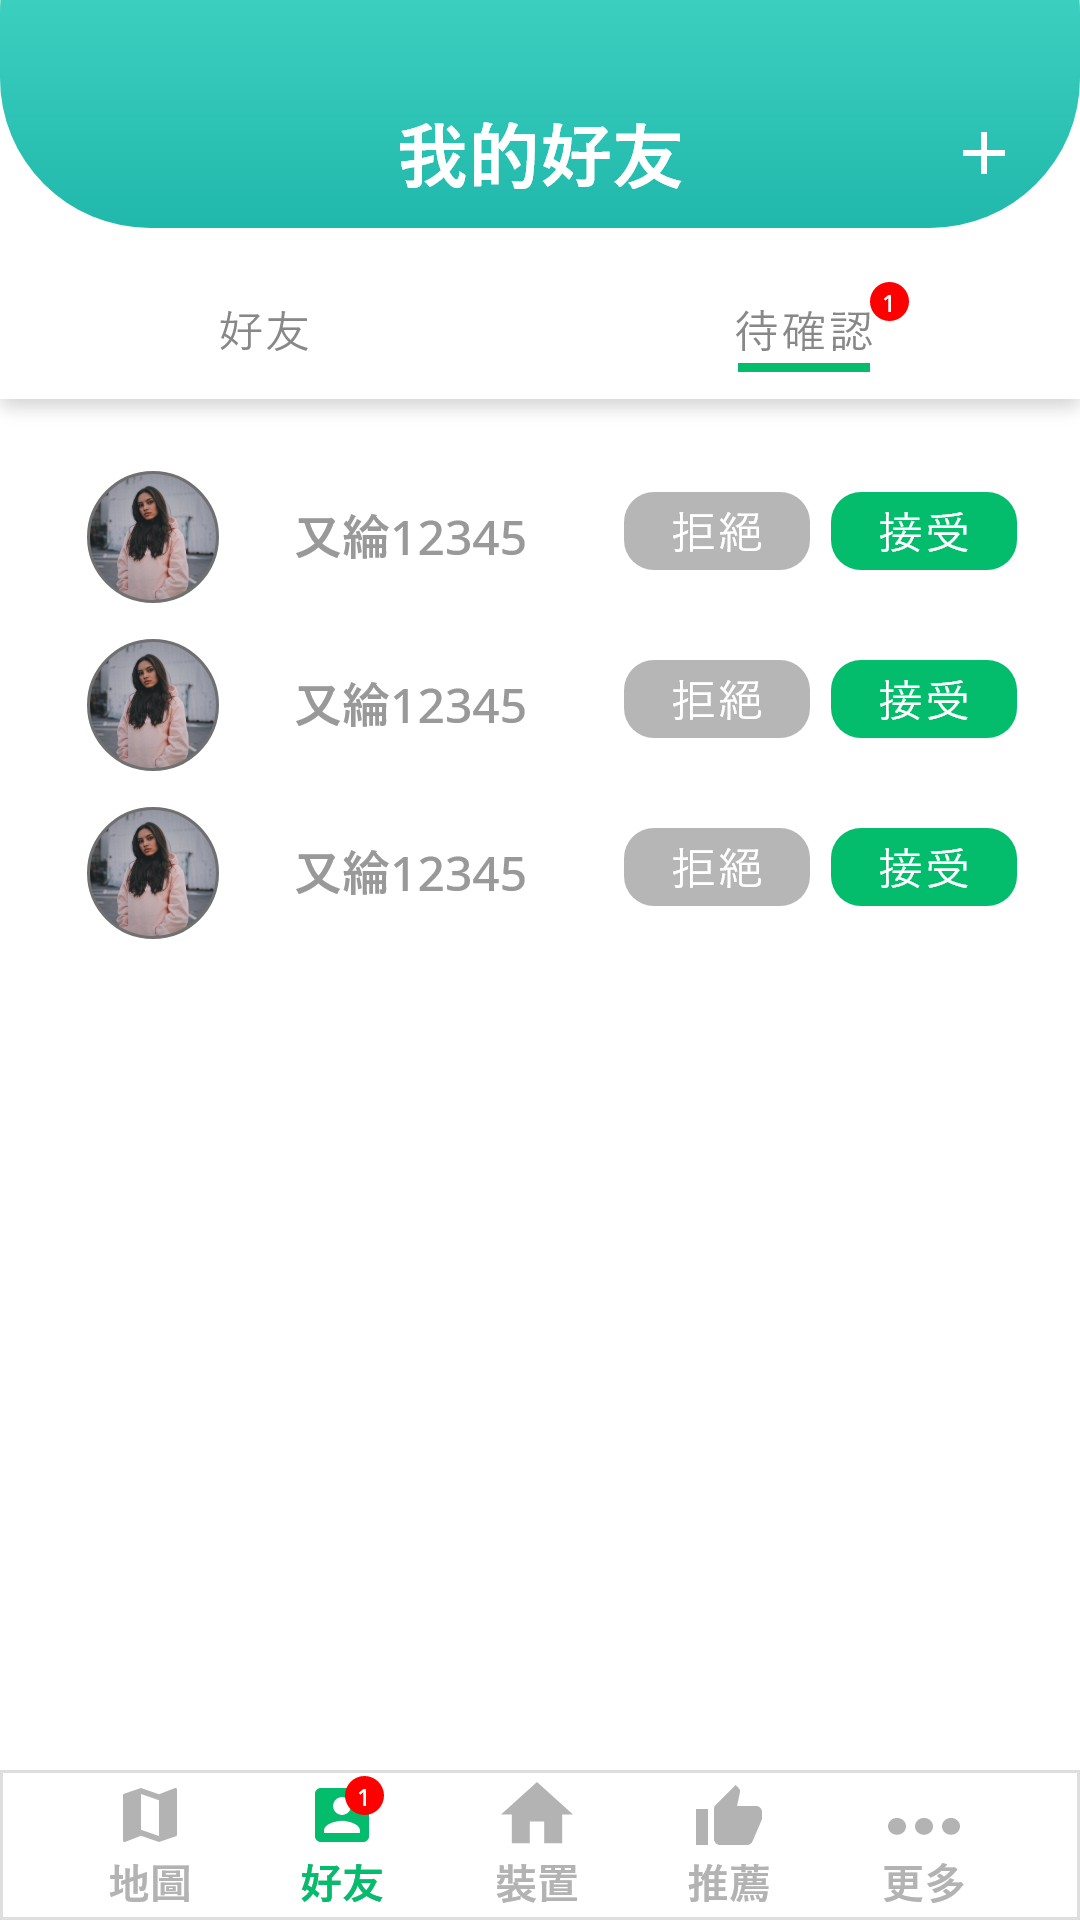 我的好友 +
好友 待確認 1
又綸12345 拒絕 接受
又綸12345 拒絕 接受
又綸12345 拒絕 接受
1
地圖 好友 裝置 推薦 更多